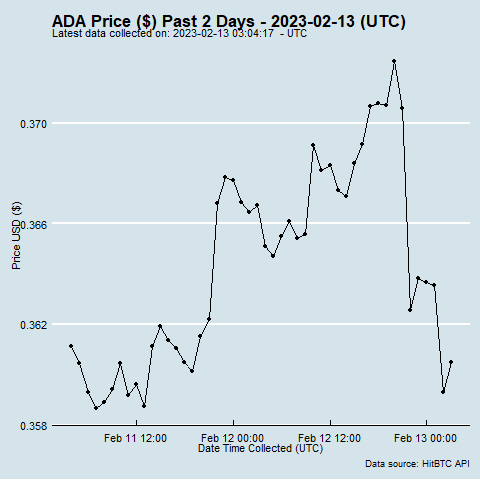 ADA Price ($) Past 2 Days - 2023-02-13 (UTC)
Latest data collected on: 2023-02-13 03:04:17 - UTC
0.370
0.366
0.362
0.358
Price USD ($)
Feb 11 12:00
Feb 12 00:00
Feb 12 12:00
Feb 13 00:00
Date Time Collected (UTC)
Data source: HitBTC API